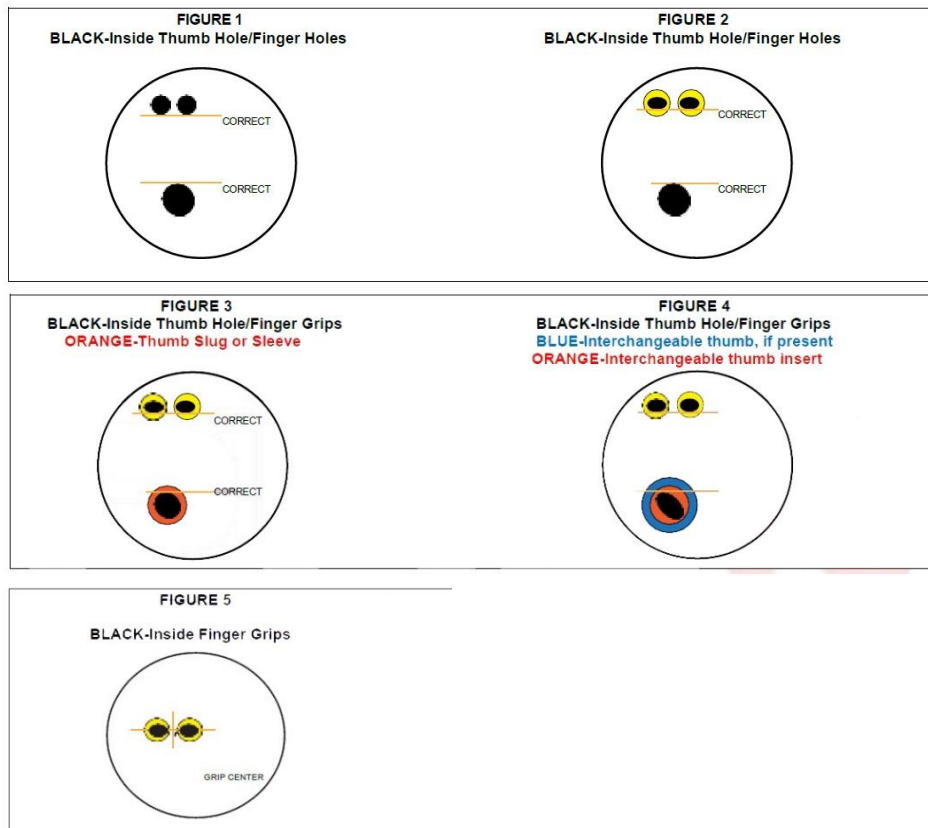 FIGURE 1
BLACK-Inside Thumb Hole/Finger Holes
CORRECT
CORRECT
FIGURE 2
BLACK-Inside Thumb Hole/Finger Holes
CORRECT
CORRECT
FIGURE 3
BLACK-Inside Thumb Hole/Finger Grips
ORANGE-Thumb Slug or Sleeve
CORRECT
CORRECT
FIGURE 4
BLACK-Inside Thumb Hole/Finger Grips
BLUE-Interchangeable thumb, if present
ORANGE-Interchangeable thumb insert
FIGURE 5
BLACK-Inside Finger Grips
GRIP CENTER